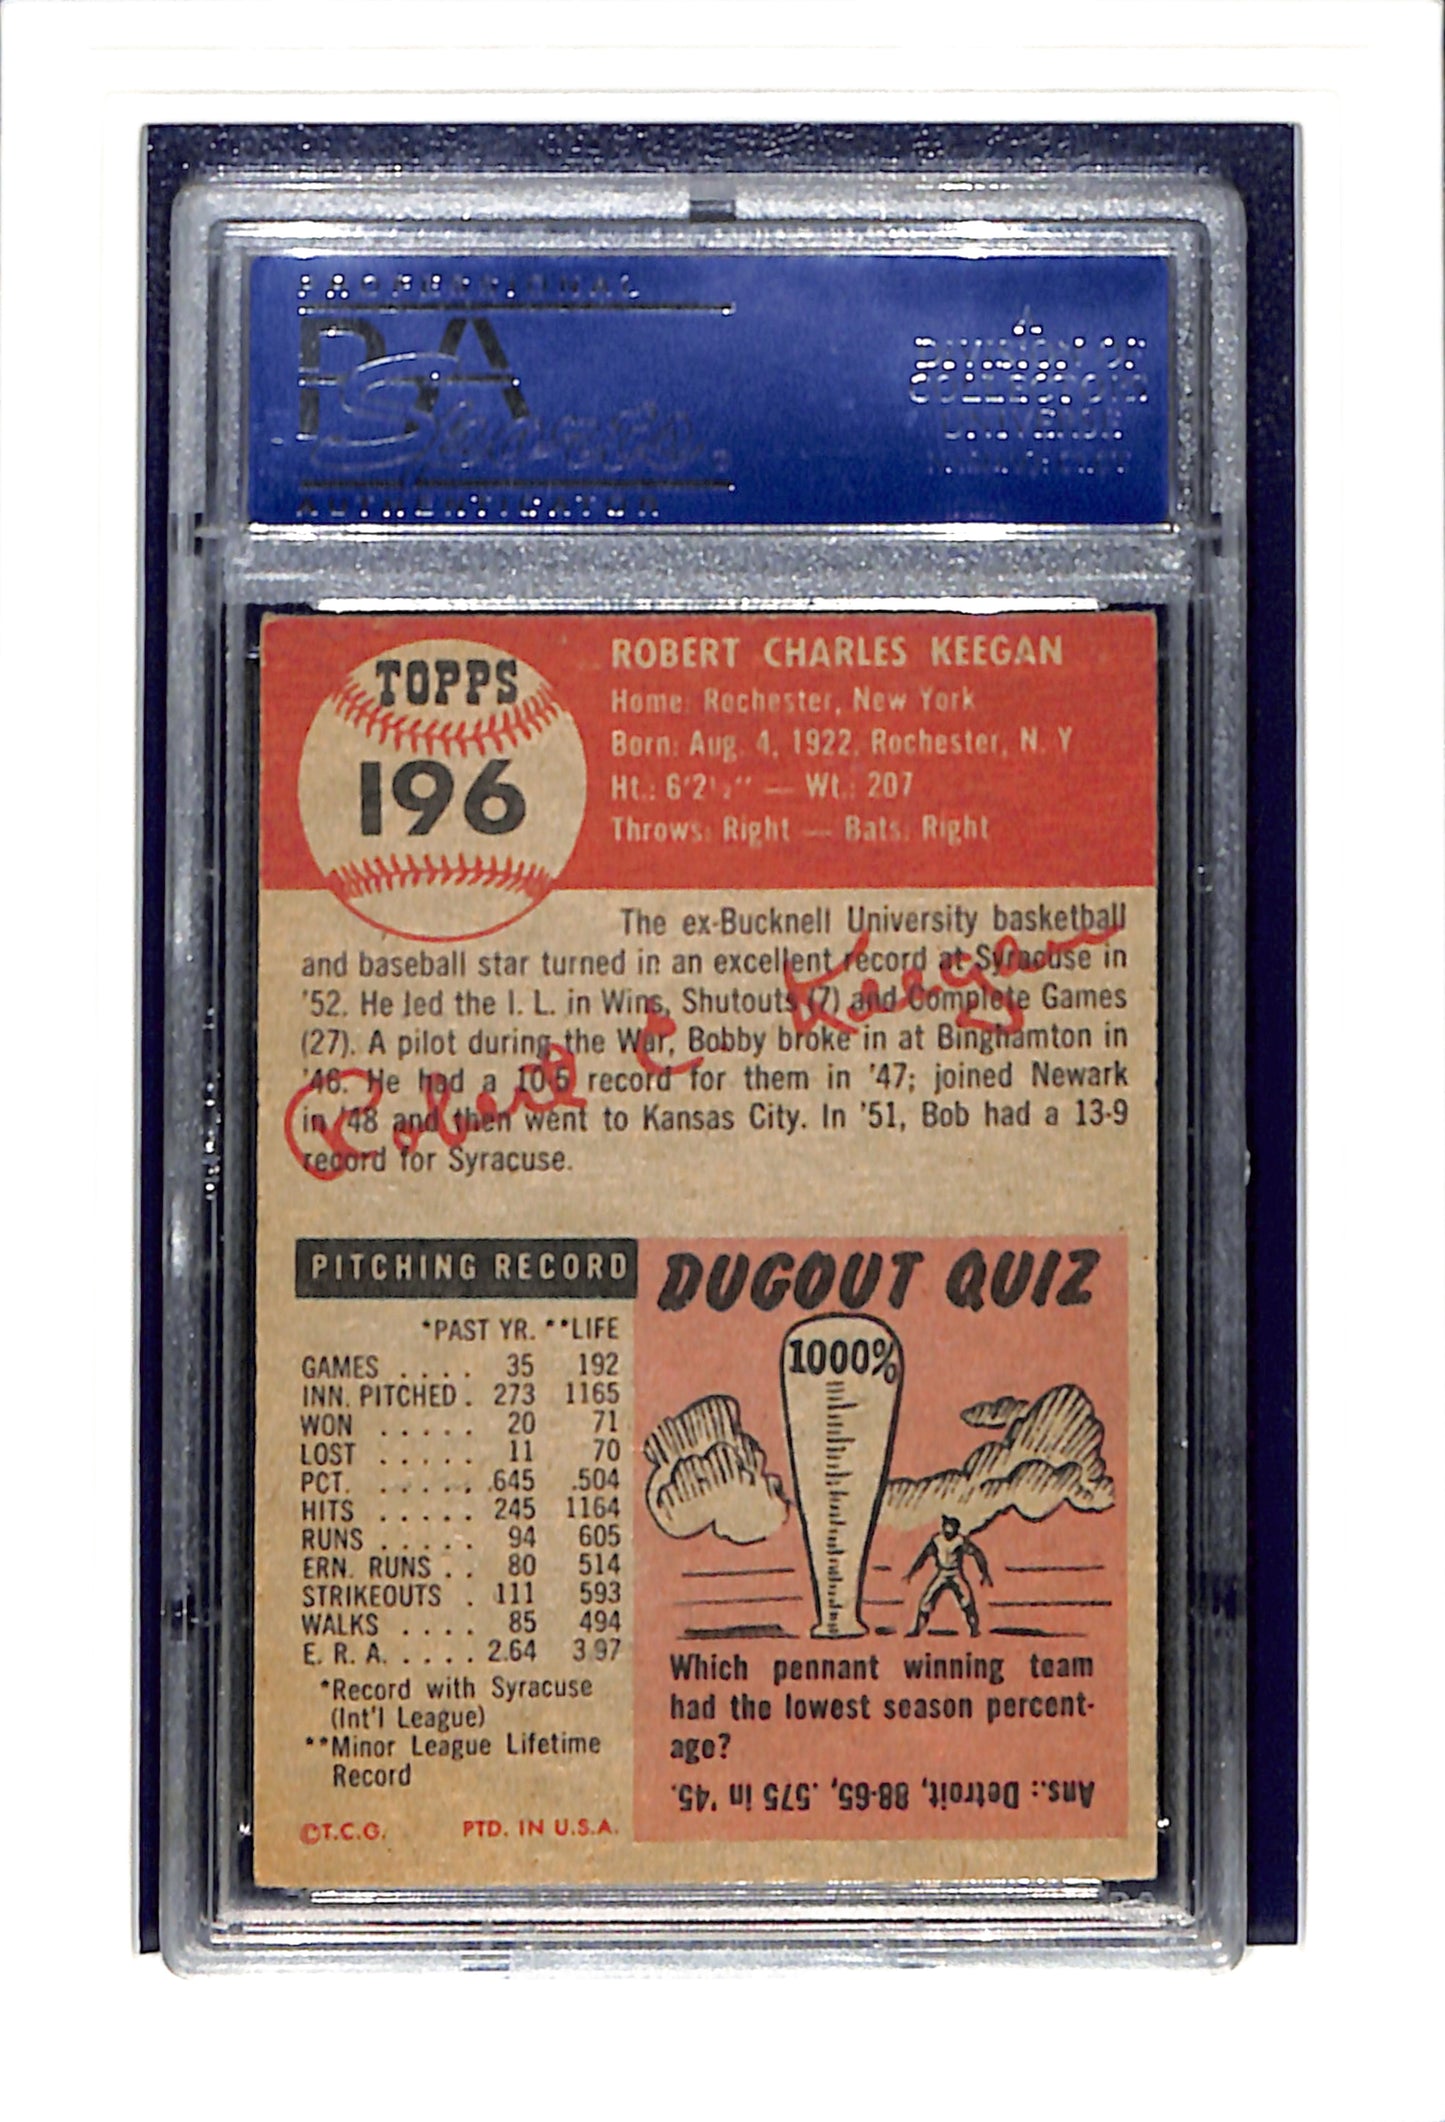 PROFESSIONAL
PSA
Sports
AUTHENTICATOR
A
DIVISION OF
COLLECTORS
UNIVERSE
TOPPS
196
ROBERT CHARLES KEEGAN
Home: Rochester, New York
Born: Aug. 4, 1922, Rochester, N. Y
Ht.: 6'2½" — Wt.: 207
Throws: Right — Bats: Right
The ex-Bucknell University basketball
and baseball star turned in an excellent record at Syracuse in
'52. He led the I. L. in Wins, Shutouts (7) and Complete Games
(27). A pilot during the War, Bobby broke in at Binghamton in
'46. He had a 10-5 record for them in '47; joined Newark
in '48 and then went to Kansas City. In '51, Bob had a 13-9
record for Syracuse.
Robert C. Keegan
PITCHING RECORD
*PAST YR. **LIFE
GAMES . . . . 35 192
INN. PITCHED . 273 1165
WON . . . . . 20 71
LOST . . . . . 11 70
PCT. . . . . . .645 .504
HITS . . . . . 245 1164
RUNS . . . . . 94 605
ERN. RUNS . . 80 514
STRIKEOUTS . 111 593
WALKS . . . . 85 494
E. R. A. . . . . 2.64 3.97
*Record with Syracuse
(Int'l League)
**Minor League Lifetime
Record
©T.C.G. PTD. IN U.S.A.
DUGOUT QUIZ
1000%
Which pennant winning team
had the lowest season percent-
age?
Ans.: Detroit, 88-65, .575 in '45.